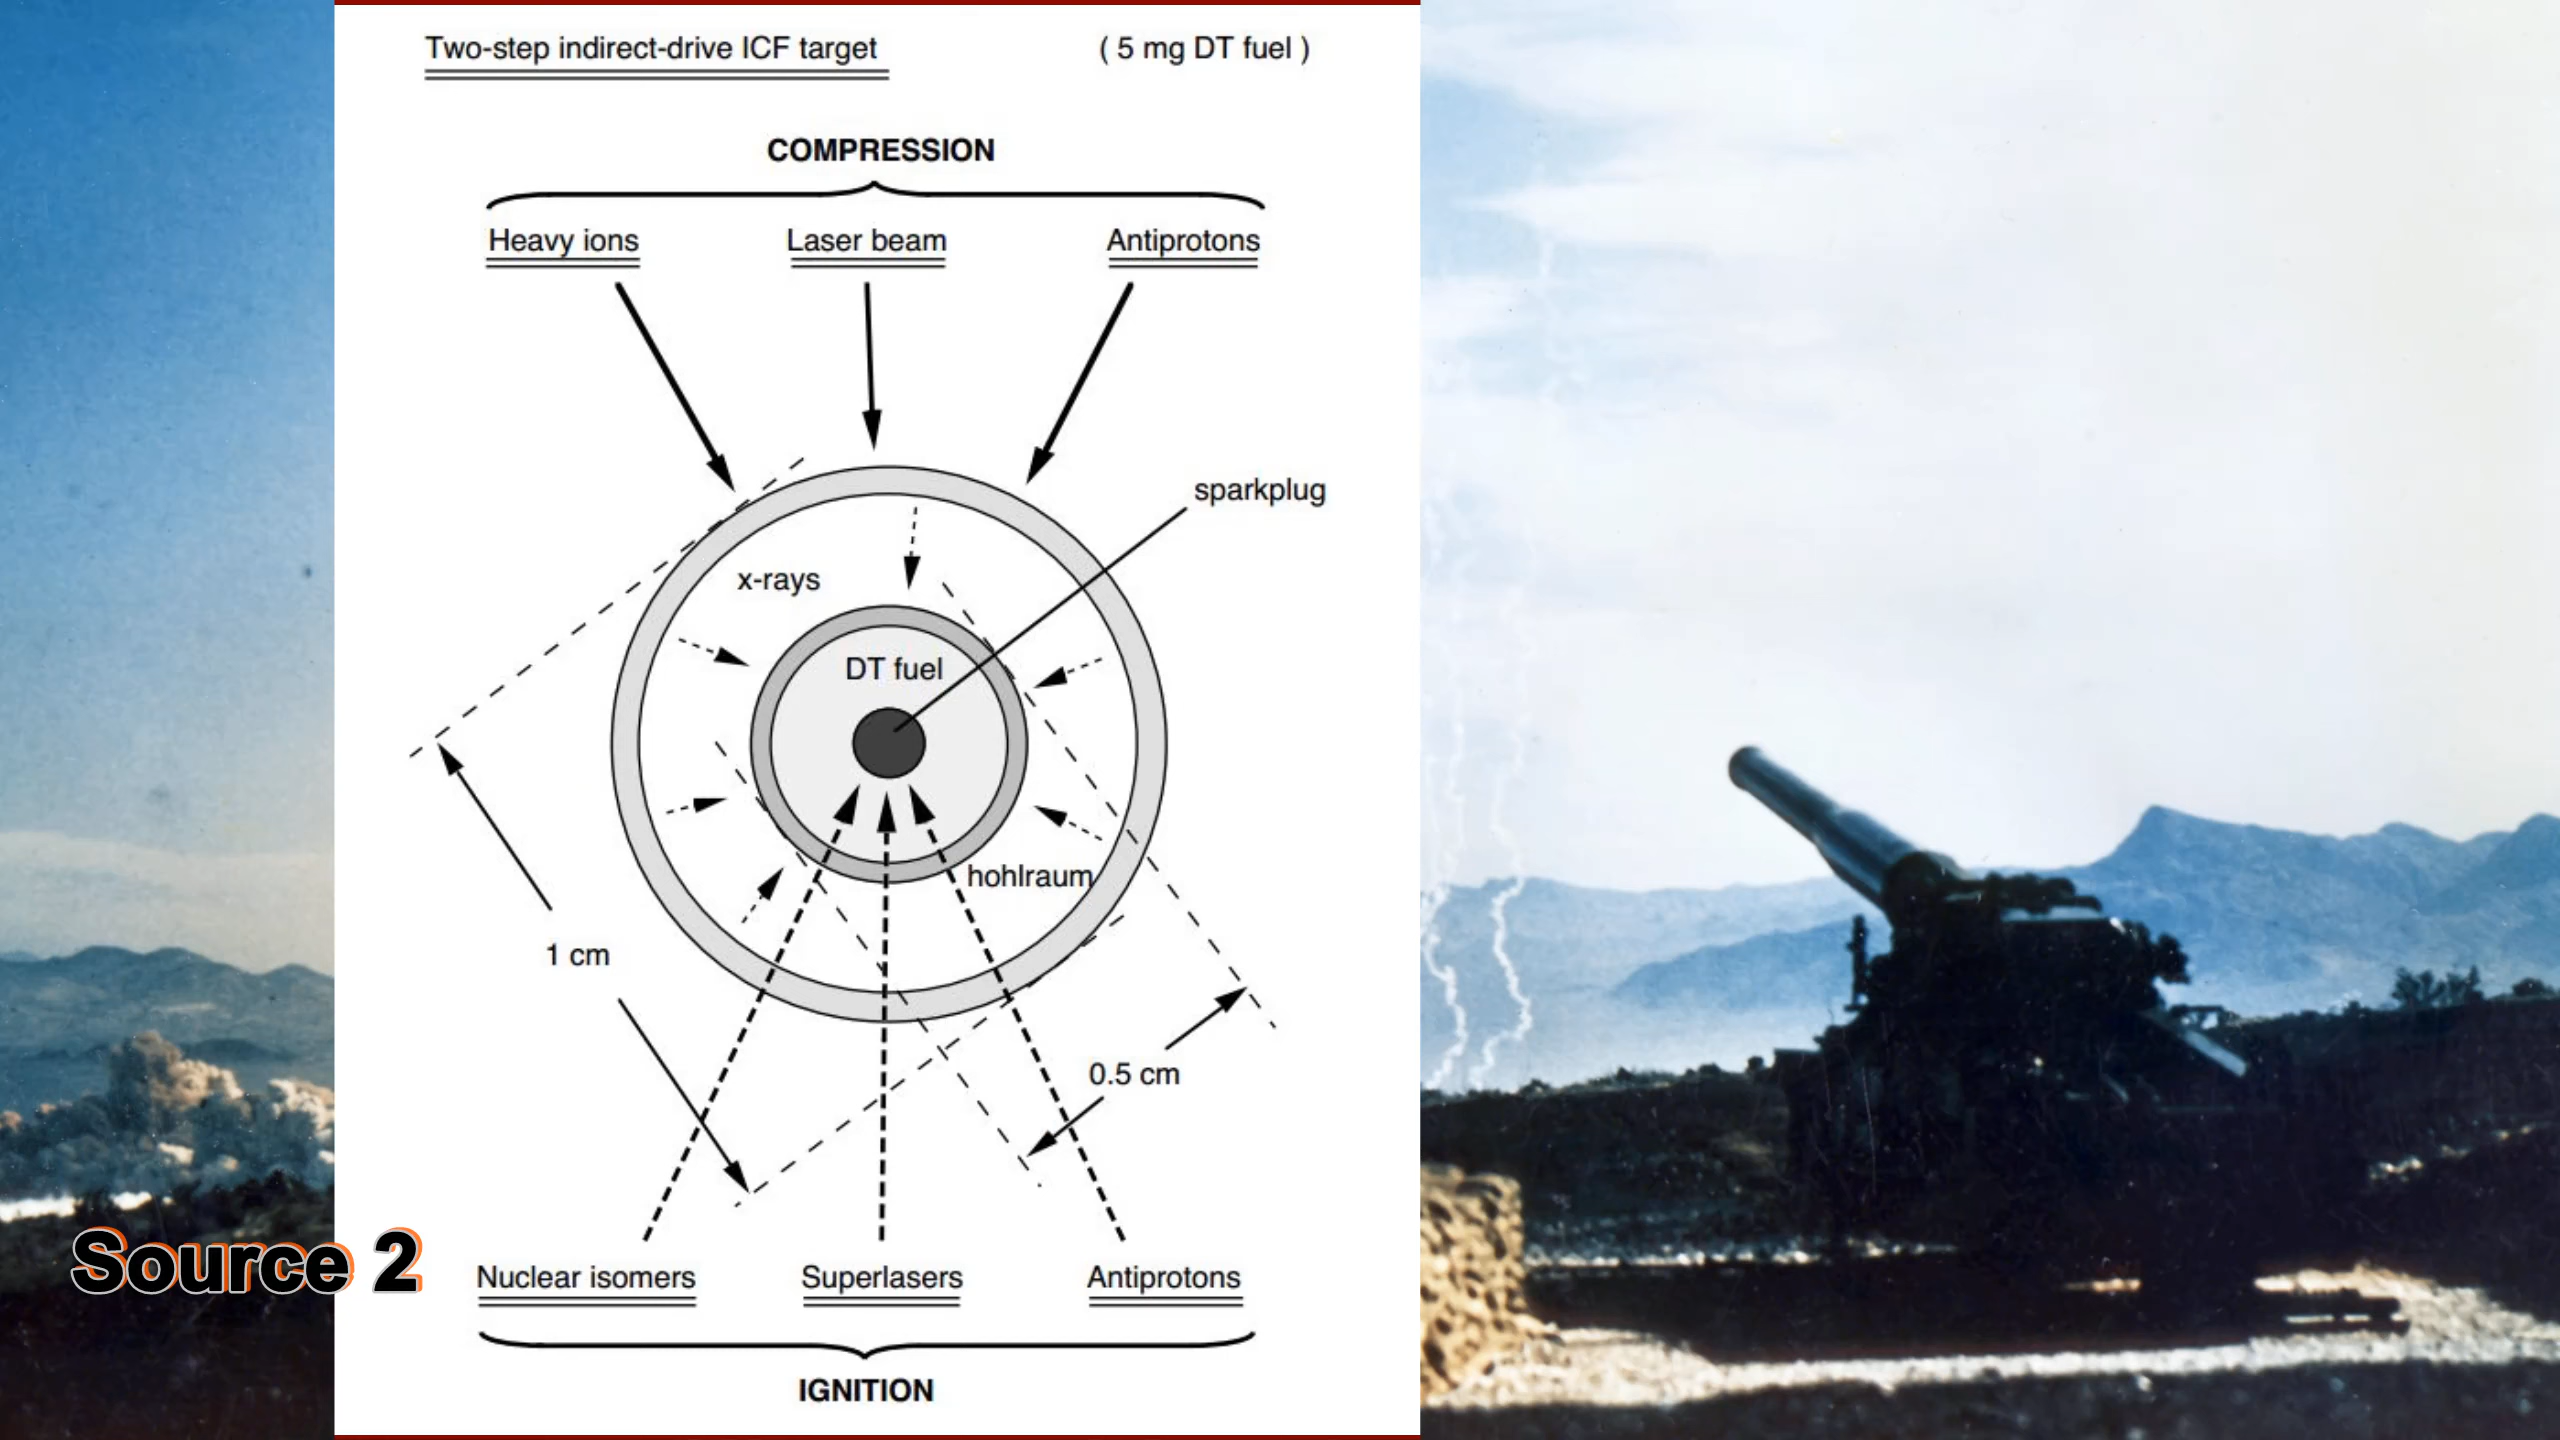 Two-step indirect-drive ICF target ( 5 mg DT fuel )
COMPRESSION
Heavy ions Laser beam Antiprotons
sparkplug
x-rays
DT fuel
hohlraum
1 cm
0.5 cm
Source 2
Nuclear isomers Superlasers Antiprotons
IGNITION